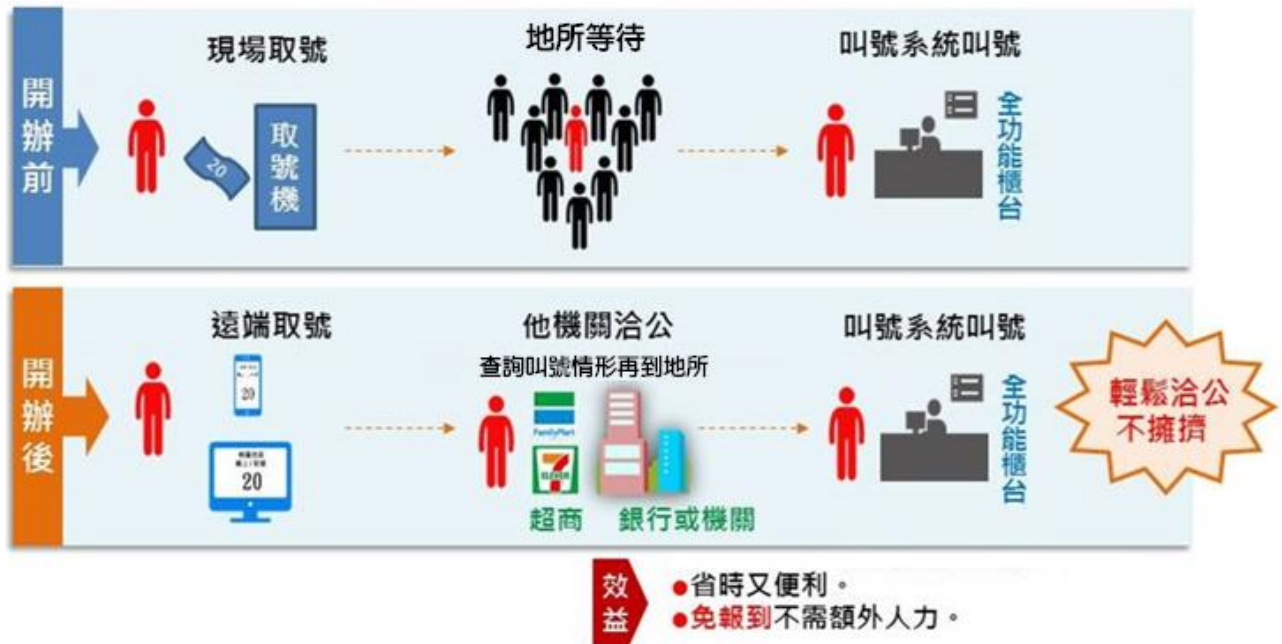 開辦前
現場取號
20
取號機
地所等待
叫號系統叫號
全功能櫃台
開辦後
遠端取號
20
20
他機關洽公
查詢叫號情形再到地所
FamilyMart
7
ELEVEN
超商
銀行或機關
叫號系統叫號
全功能櫃台
輕鬆洽公
不擁擠
效益
●省時又便利。
●免報到不需額外人力。